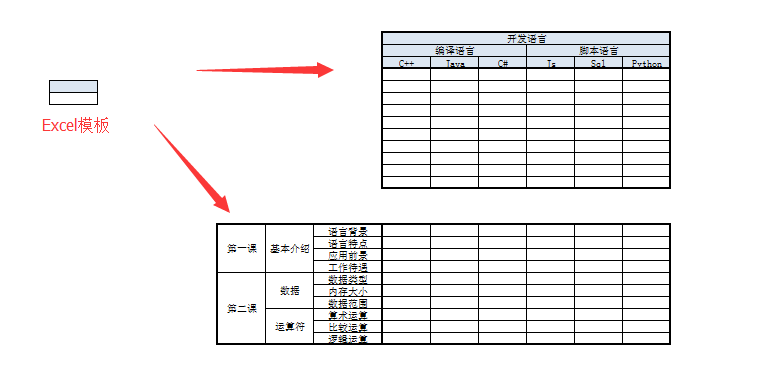 开发语言
编译语言 脚本语言
C++ Java C# Js Sql Python
Excel模板
第一课 基本介绍 语言背景
语言特点
应用前景
工作待遇
第二课 数据 数据类型
内存大小
数据范围
运算符 算术运算
比较运算
逻辑运算